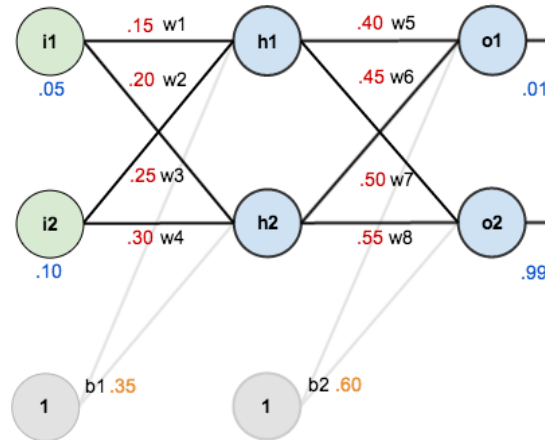 .15 w1
.40 w5
i1
h1
o1
.20 w2
.45 w6
.05
.01
.25 w3
.50 w7
i2
h2
o2
.30 w4
.55 w8
.10
.99
b1 .35
b2 .60
1
1